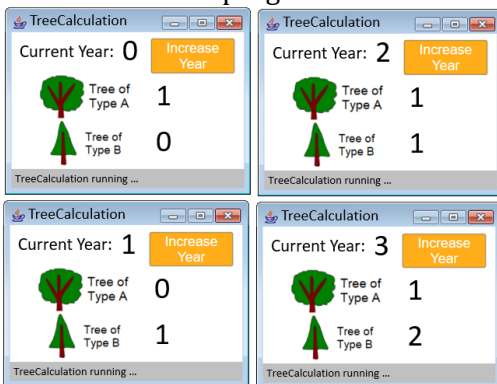 TreeCalculation
Current Year: 0
Increase
Year
Tree of
Type A
1
Tree of
Type B
0
TreeCalculation running ...
TreeCalculation
Current Year: 2
Increase
Year
Tree of
Type A
1
Tree of
Type B
1
TreeCalculation running ...
TreeCalculation
Current Year: 1
Increase
Year
Tree of
Type A
0
Tree of
Type B
1
TreeCalculation running ...
TreeCalculation
Current Year: 3
Increase
Year
Tree of
Type A
1
Tree of
Type B
2
TreeCalculation running ...